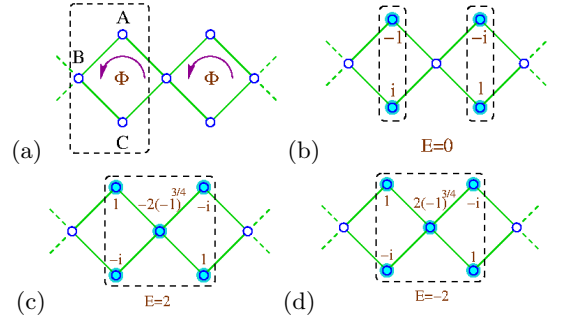 A
B
Φ
Φ
C
(a)
−1
−i
i
1
(b)
E=0
1
−2(−1)^3/4
−i
−i
1
(c)
E=2
1
2(−1)^3/4
−i
−i
1
(d)
E=−2